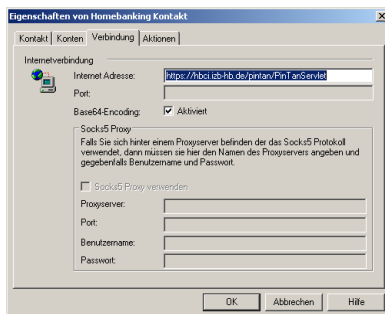 Eigenschaften von Homebanking Kontakt
Kontakt Konten Verbindung Aktionen
Internetverbindung
Internet Adresse: https://hbci.izb-hb.de/pintan/PinTanServlet
Port:
Base64-Encoding: Aktiviert
Socks5 Proxy
Falls Sie sich hinter einem Proxyserver befinden der das Socks5 Protokoll
verwendet, dann müssen sie hier den Namen des Proxyservers angeben und
gegebenfalls Benutzername und Passwort.
Socks5 Proxy verwenden
Proxyserver:
Port:
Benutzername:
Passwort:
OK Abbrechen Hilfe